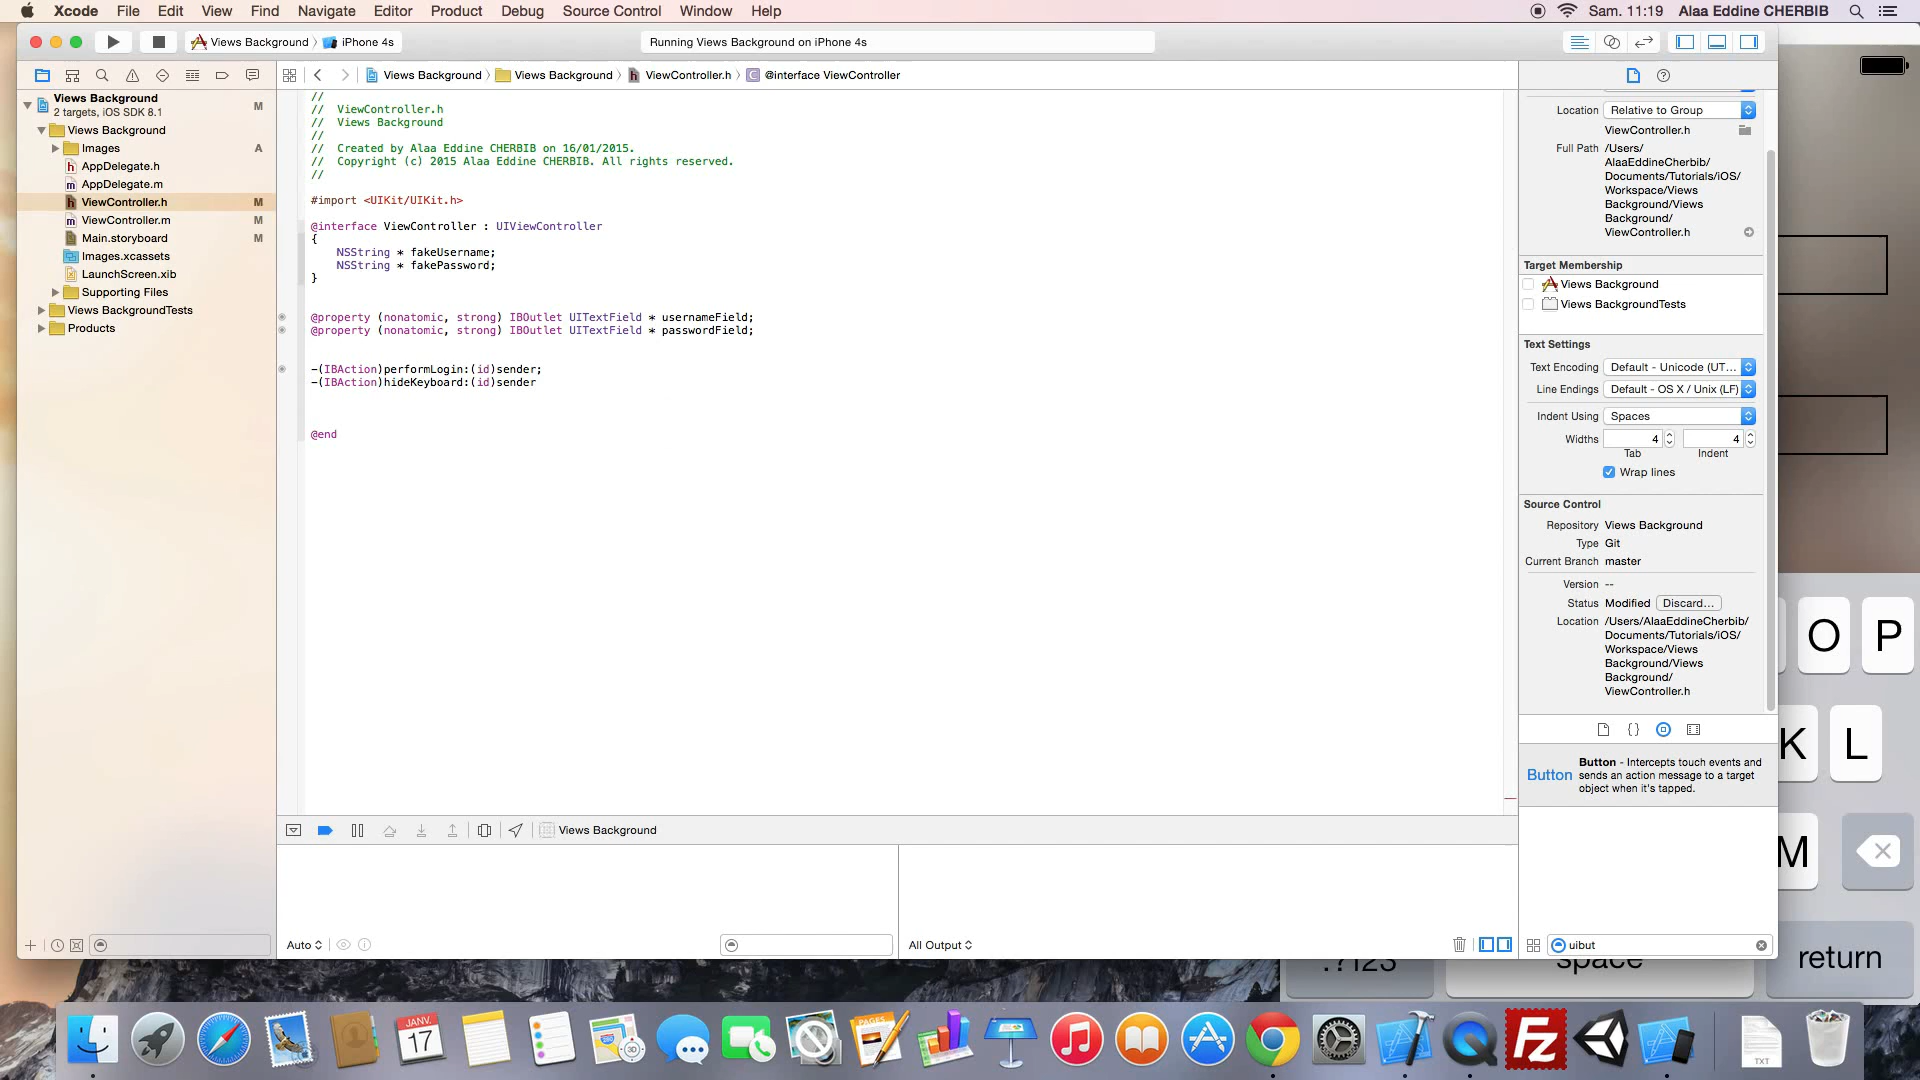 Xcode File Edit View Find Navigate Editor Product Debug Source Control Window Help Sam. 11:19 Alaa Eddine CHERBIB
Views Background iPhone 4s Running Views Background on iPhone 4s
Views Background Views Background ViewController.h C @interface ViewController
Views Background M
2 targets, iOS SDK 8.1
Views Background
Images A
h AppDelegate.h
m AppDelegate.m
h ViewController.h M
m ViewController.m M
Main.storyboard M
Images.xcassets
LaunchScreen.xib
Supporting Files
Views BackgroundTests
Products
//
// ViewController.h
// Views Background
//
// Created by Alaa Eddine CHERBIB on 16/01/2015.
// Copyright (c) 2015 Alaa Eddine CHERBIB. All rights reserved.
//
#import <UIKit/UIKit.h>
@interface ViewController : UIViewController
{
NSString * fakeUsername;
NSString * fakePassword;
}
@property (nonatomic, strong) IBOutlet UITextField * usernameField;
@property (nonatomic, strong) IBOutlet UITextField * passwordField;
-(IBAction)performLogin:(id)sender;
-(IBAction)hideKeyboard:(id)sender
@end
Location Relative to Group
ViewController.h
Full Path /Users/
AlaaEddineCherbib/
Documents/Tutorials/iOS/
Workspace/Views
Background/Views
Background/
ViewController.h
Target Membership
Views Background
Views BackgroundTests
Text Settings
Text Encoding Default - Unicode (UT...
Line Endings Default - OS X / Unix (LF)
Indent Using Spaces
Widths 4 4
Tab Indent
Wrap lines
Source Control
Repository Views Background
Type Git
Current Branch master
Version --
Status Modified Discard...
Location /Users/AlaaEddineCherbib/
Documents/Tutorials/iOS/
Workspace/Views
Background/Views
Background/
ViewController.h
{}
Button Button - Intercepts touch events and
sends an action message to a target
object when it's tapped.
Views Background
Auto All Output uibut
O P
K L
M
.?123 space return
JANV.
17
PAGES
3D
Fz
TXT